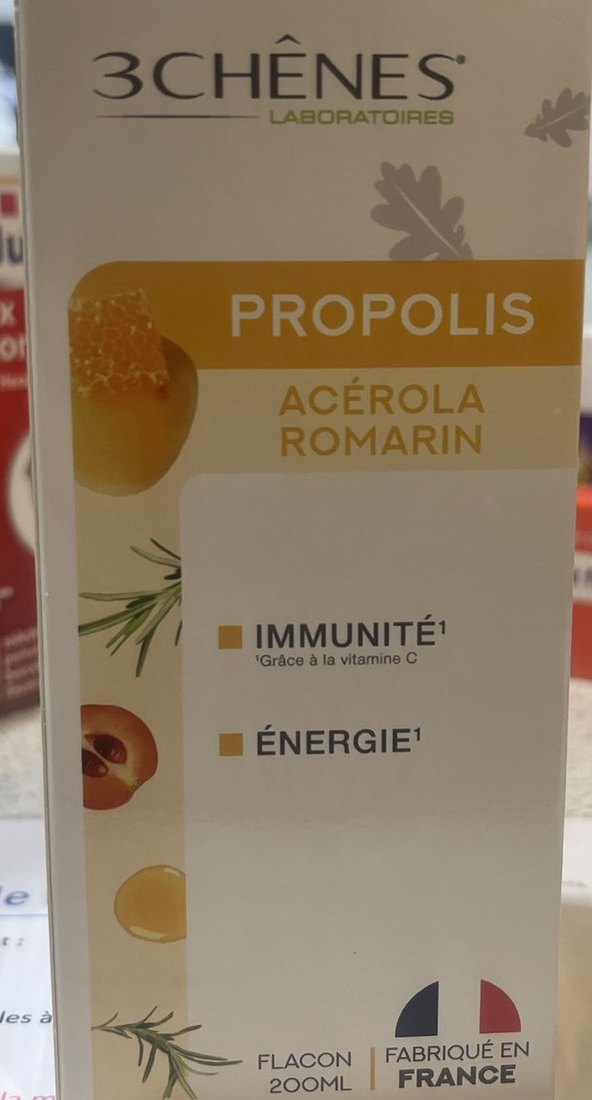 3CHÊNES®
LABORATOIRES
PROPOLIS
ACÉROLA
ROMARIN
IMMUNITÉ¹
¹Grâce à la vitamine C
ÉNERGIE¹
FLACON
200ML
FABRIQUÉ EN
FRANCE